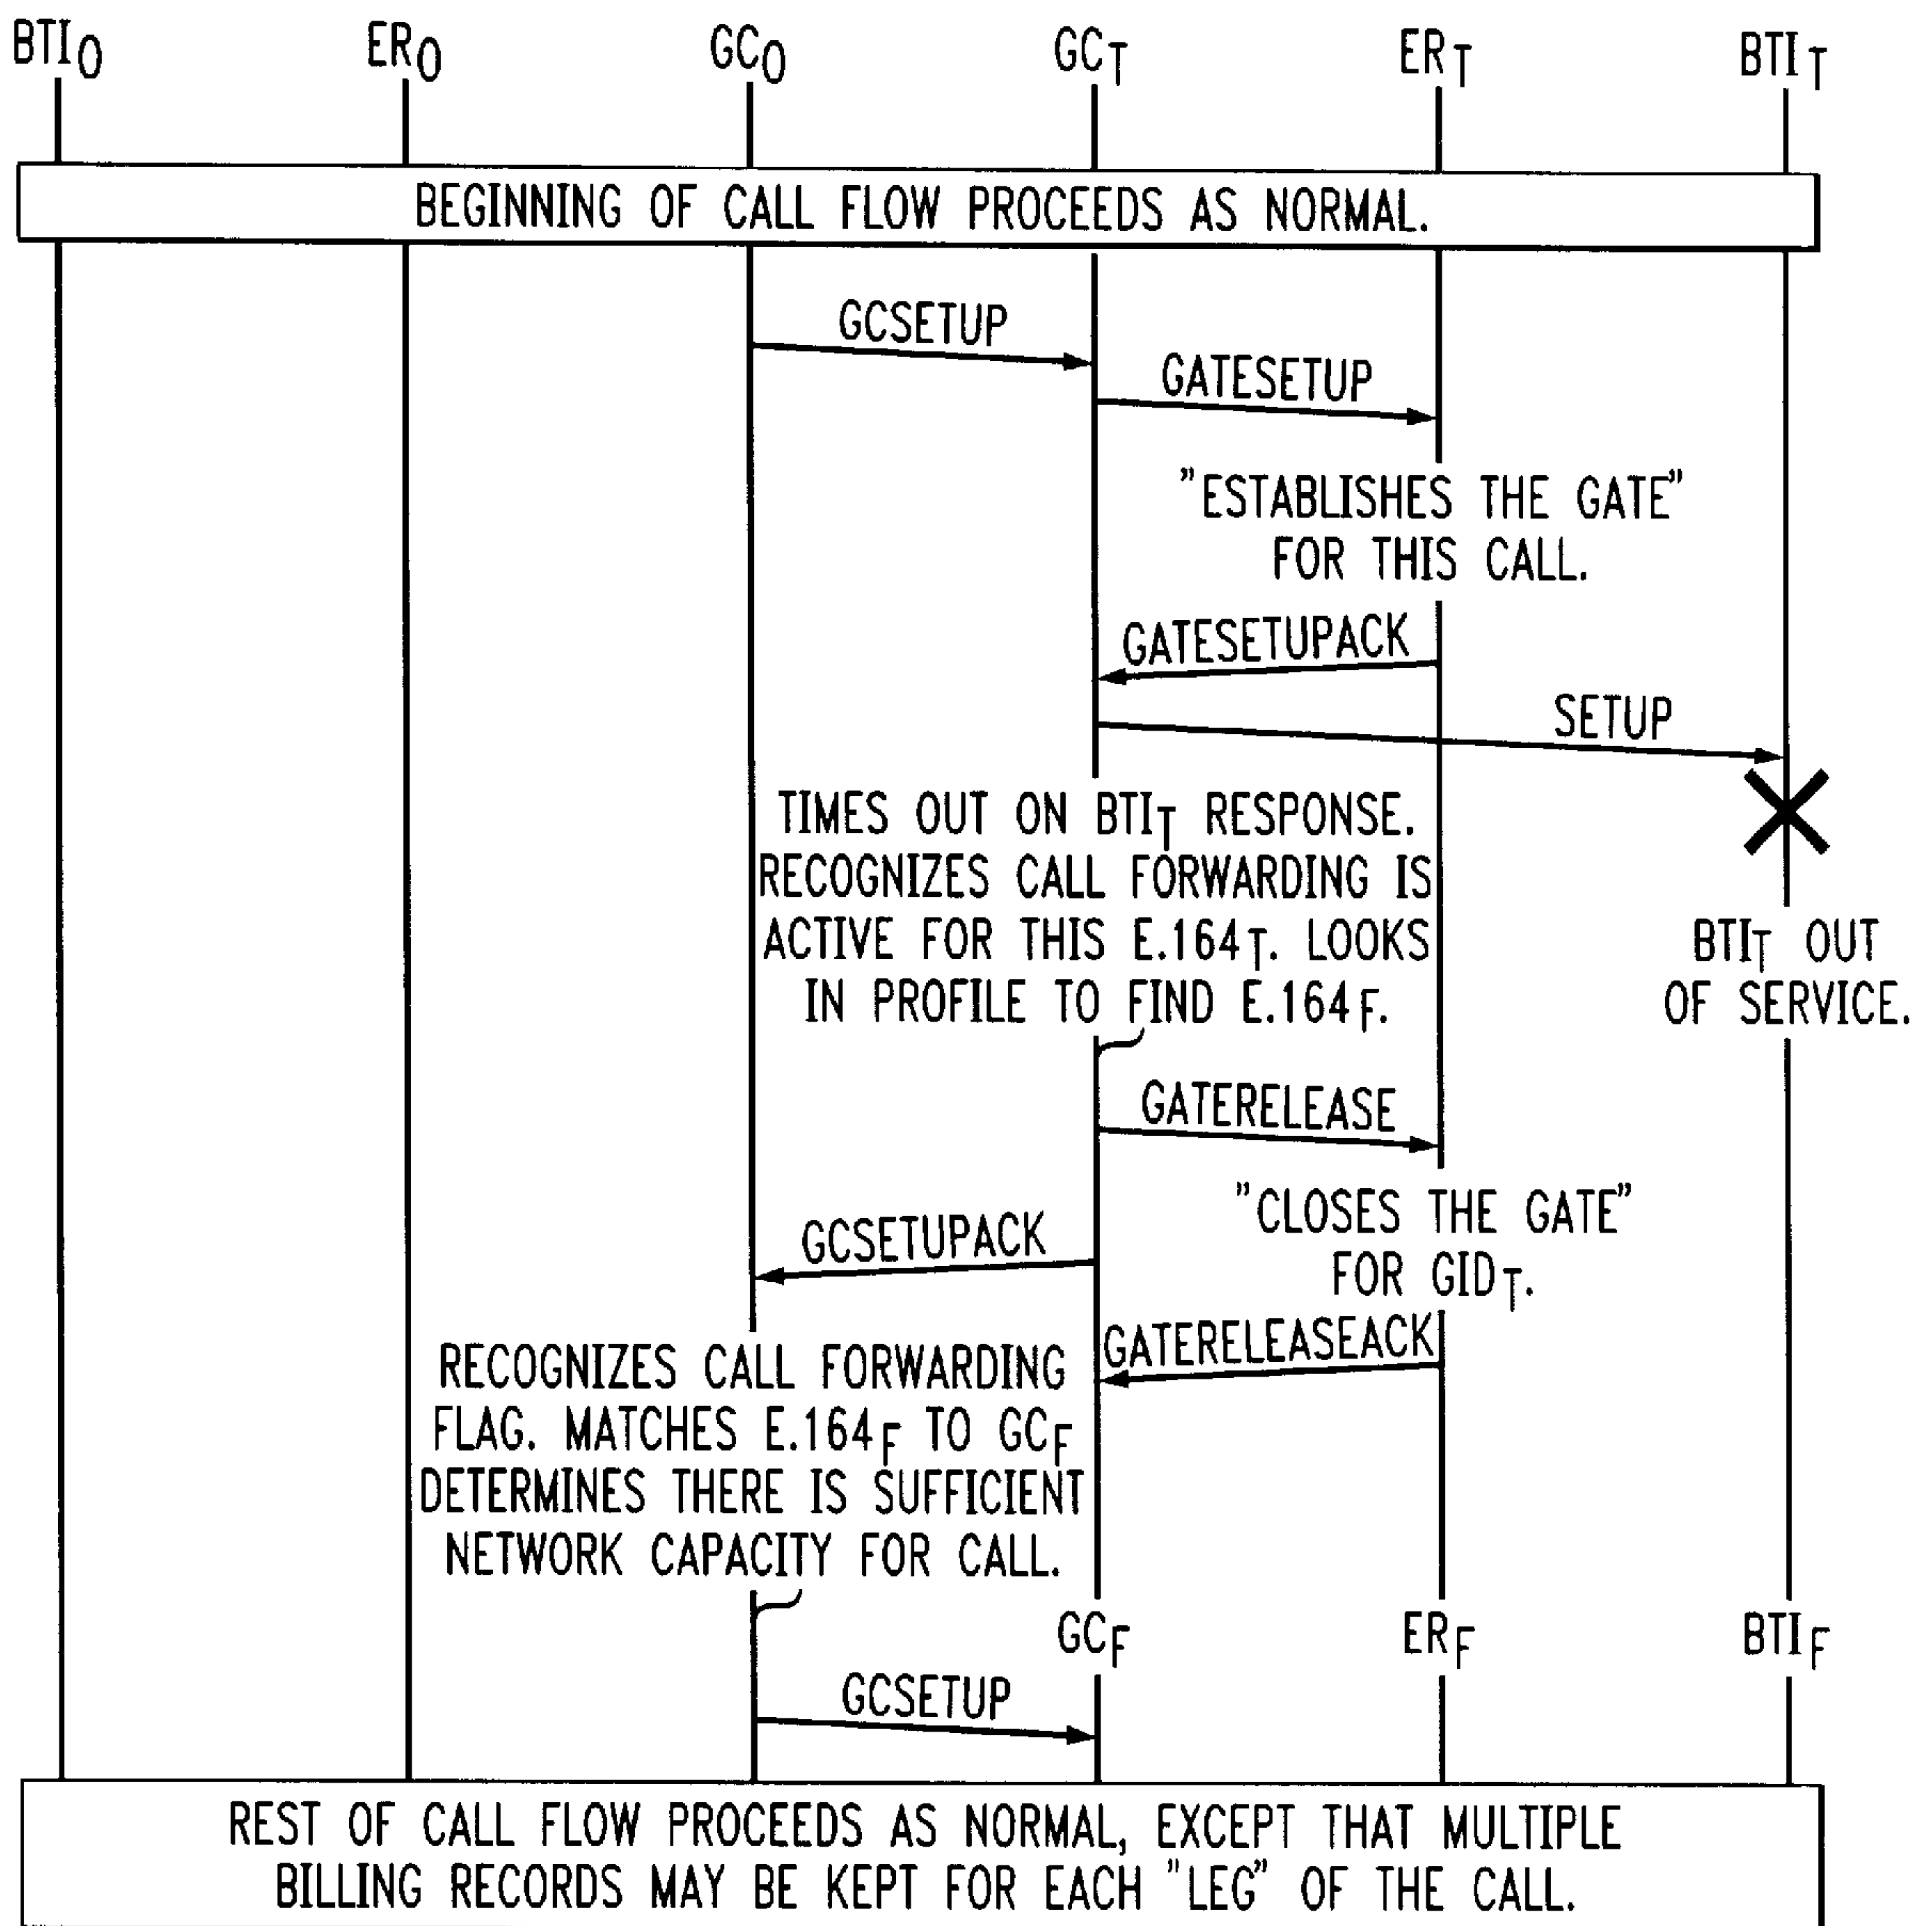 BTIO ERO GCO GCT ERT BTIT
BEGINNING OF CALL FLOW PROCEEDS AS NORMAL.
GCSETUP
GATESETUP
"ESTABLISHES THE GATE"
FOR THIS CALL.
GATESETUPACK
SETUP
TIMES OUT ON BTIT RESPONSE.
RECOGNIZES CALL FORWARDING IS
ACTIVE FOR THIS E.164T. LOOKS
IN PROFILE TO FIND E.164F.
BTIT OUT
OF SERVICE.
GATERELEASE
"CLOSES THE GATE"
FOR GIDT.
GCSETUPACK
GATERELEASEACK
RECOGNIZES CALL FORWARDING
FLAG. MATCHES E.164F TO GCF
DETERMINES THERE IS SUFFICIENT
NETWORK CAPACITY FOR CALL.
GCF ERF BTIF
GCSETUP
REST OF CALL FLOW PROCEEDS AS NORMAL, EXCEPT THAT MULTIPLE
BILLING RECORDS MAY BE KEPT FOR EACH "LEG" OF THE CALL.